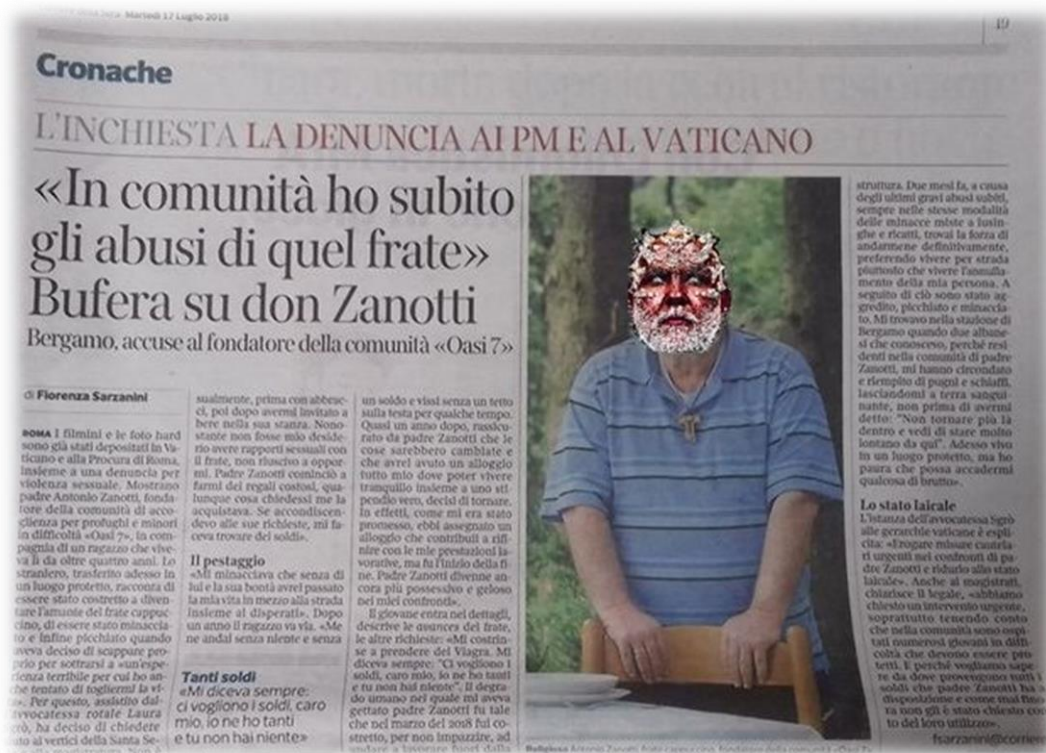 Martedì 17 Luglio 2018
19
Cronache
L'INCHIESTA LA DENUNCIA AI PM E AL VATICANO
«In comunità ho subito
gli abusi di quel frate»
Bufera su don Zanotti
Bergamo, accuse al fondatore della comunità «Oasi 7»
di Fiorenza Sarzanini
ROMA I filmini e le foto hard
sono già stati depositati in Va-
ticano e alla Procura di Roma,
insieme a una denuncia per
violenza sessuale. Mostrano
padre Antonio Zanotti, fonda-
tore della comunità di acco-
glienza per profughi e minori
in difficoltà «Oasi 7», in com-
pagnia di un ragazzo che vive-
va lì da oltre quattro anni. Lo
straniero, trasferito adesso in
un luogo protetto, racconta di
essere stato costretto a diven-
tare l'amante del frate cappuc-
cino, di essere stato minaccia-
to e infine picchiato quando
aveva deciso di scappare pro-
prio per sottrarsi a «un'espe-
rienza terribile per cui ho an-
che tentato di togliermi la vi-
ta». Per questo, assistito dal-
l'avvocatessa rotale Laura
Sgrò, ha deciso di chiedere
ai vertici della Santa Se-
sualmente, prima con abbrac-
ci, poi dopo avermi invitato a
bere nella sua stanza. Nono-
stante non fosse mio deside-
rio avere rapporti sessuali con
il frate, non riuscivo a oppor-
mi. Padre Zanotti cominciò a
farmi dei regali costosi, qua-
lunque cosa chiedessi me la
acquistava. Se accondiscen-
devo alle sue richieste, mi fa-
ceva trovare dei soldi».
Il pestaggio
«Mi minacciava che senza di
lui e la sua bontà avrei passato
la mia vita in mezzo alla strada
insieme ai disperati». Dopo
un anno il ragazzo va via. «Me
ne andai senza niente e senza
Tanti soldi
«Mi diceva sempre:
ci vogliono i soldi, caro
mio, io ne ho tanti
e tu non hai niente»
un soldo e vissi senza un tetto
sulla testa per qualche tempo.
Quasi un anno dopo, rassicu-
rato da padre Zanotti che le
cose sarebbero cambiate e
che avrei avuto un alloggio
tutto mio dove poter vivere
tranquillo insieme a uno sti-
pendio vero, decisi di tornare.
In effetti, come mi era stato
promesso, ebbi assegnato un
alloggio che contribuii a rifi-
nire con le mie prestazioni la-
vorative, ma fu l'inizio della fi-
ne. Padre Zanotti divenne an-
cora più possessivo e geloso
nei miei confronti».
Il giovane entra nei dettagli,
descrive le avances del frate,
le altre richieste: «Mi costrin-
se a prendere del Viagra. Mi
diceva sempre: "Ci vogliono i
soldi, caro mio, io ne ho tanti
e tu non hai niente". Il degra-
do umano nel quale mi aveva
gettato padre Zanotti fu tale
che nel marzo del 2018 fui co-
stretto, per non impazzire, ad
andare a lavorare fuori dalla
Religioso Antonio Zanotti, frate cappuccino, fondatore della comunità
struttura. Due mesi fa, a causa
degli ultimi gravi abusi subiti,
sempre nelle stesse modalità
delle minacce miste a lusin-
ghe e ricatti, trovai la forza di
andarmene definitivamente,
preferendo vivere per strada
piuttosto che vivere l'annulla-
mento della mia persona. A
seguito di ciò sono stato ag-
gredito, picchiato e minaccia-
to. Mi trovavo nella stazione di
Bergamo quando due albane-
si che conoscevo, perché resi-
denti nella comunità di padre
Zanotti, mi hanno circondato
e riempito di pugni e schiaffi,
lasciandomi a terra sangui-
nante, non prima di avermi
detto: "Non tornare più là
dentro e vedi di stare molto
lontano da qui". Adesso vivo
in un luogo protetto, ma ho
paura che possa accadermi
qualcosa di brutto».
Lo stato laicale
L'istanza dell'avvocatessa Sgrò
alle gerarchie vaticane è espli-
cita: «Erogare misure cautela-
ri urgenti nei confronti di pa-
dre Zanotti e ridurlo allo stato
laicale». Anche ai magistrati,
chiarisce il legale, «abbiamo
chiesto un intervento urgente,
soprattutto tenendo conto
che nella comunità sono ospi-
tati numerosi giovani in diffi-
coltà che devono essere pro-
tetti. E perché vogliamo sape-
re da dove provengono tutti i
soldi che padre Zanotti ha a
disposizione e come mai fino
ra non gli è stato chiesto con
to del loro utilizzo».
fsarzanini@corriere